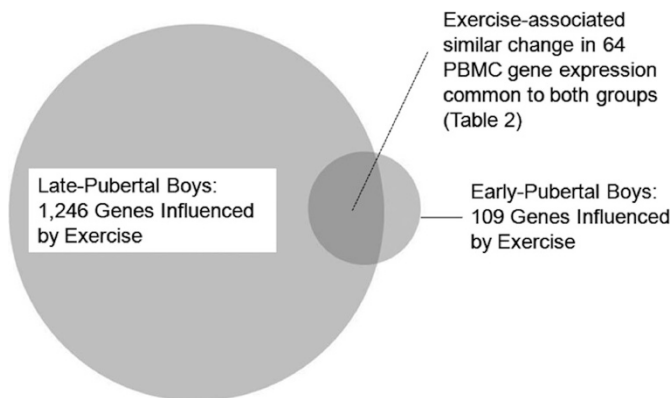 Exercise-associated
similar change in 64
PBMC gene expression
common to both groups
(Table 2)
Late-Pubertal Boys:
1,246 Genes Influenced
by Exercise
Early-Pubertal Boys:
109 Genes Influenced
by Exercise